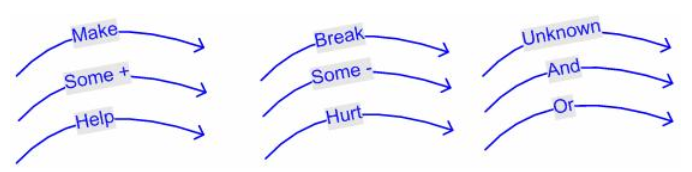 Make
Some +
Help
Break
Some -
Hurt
Unknown
And
Or